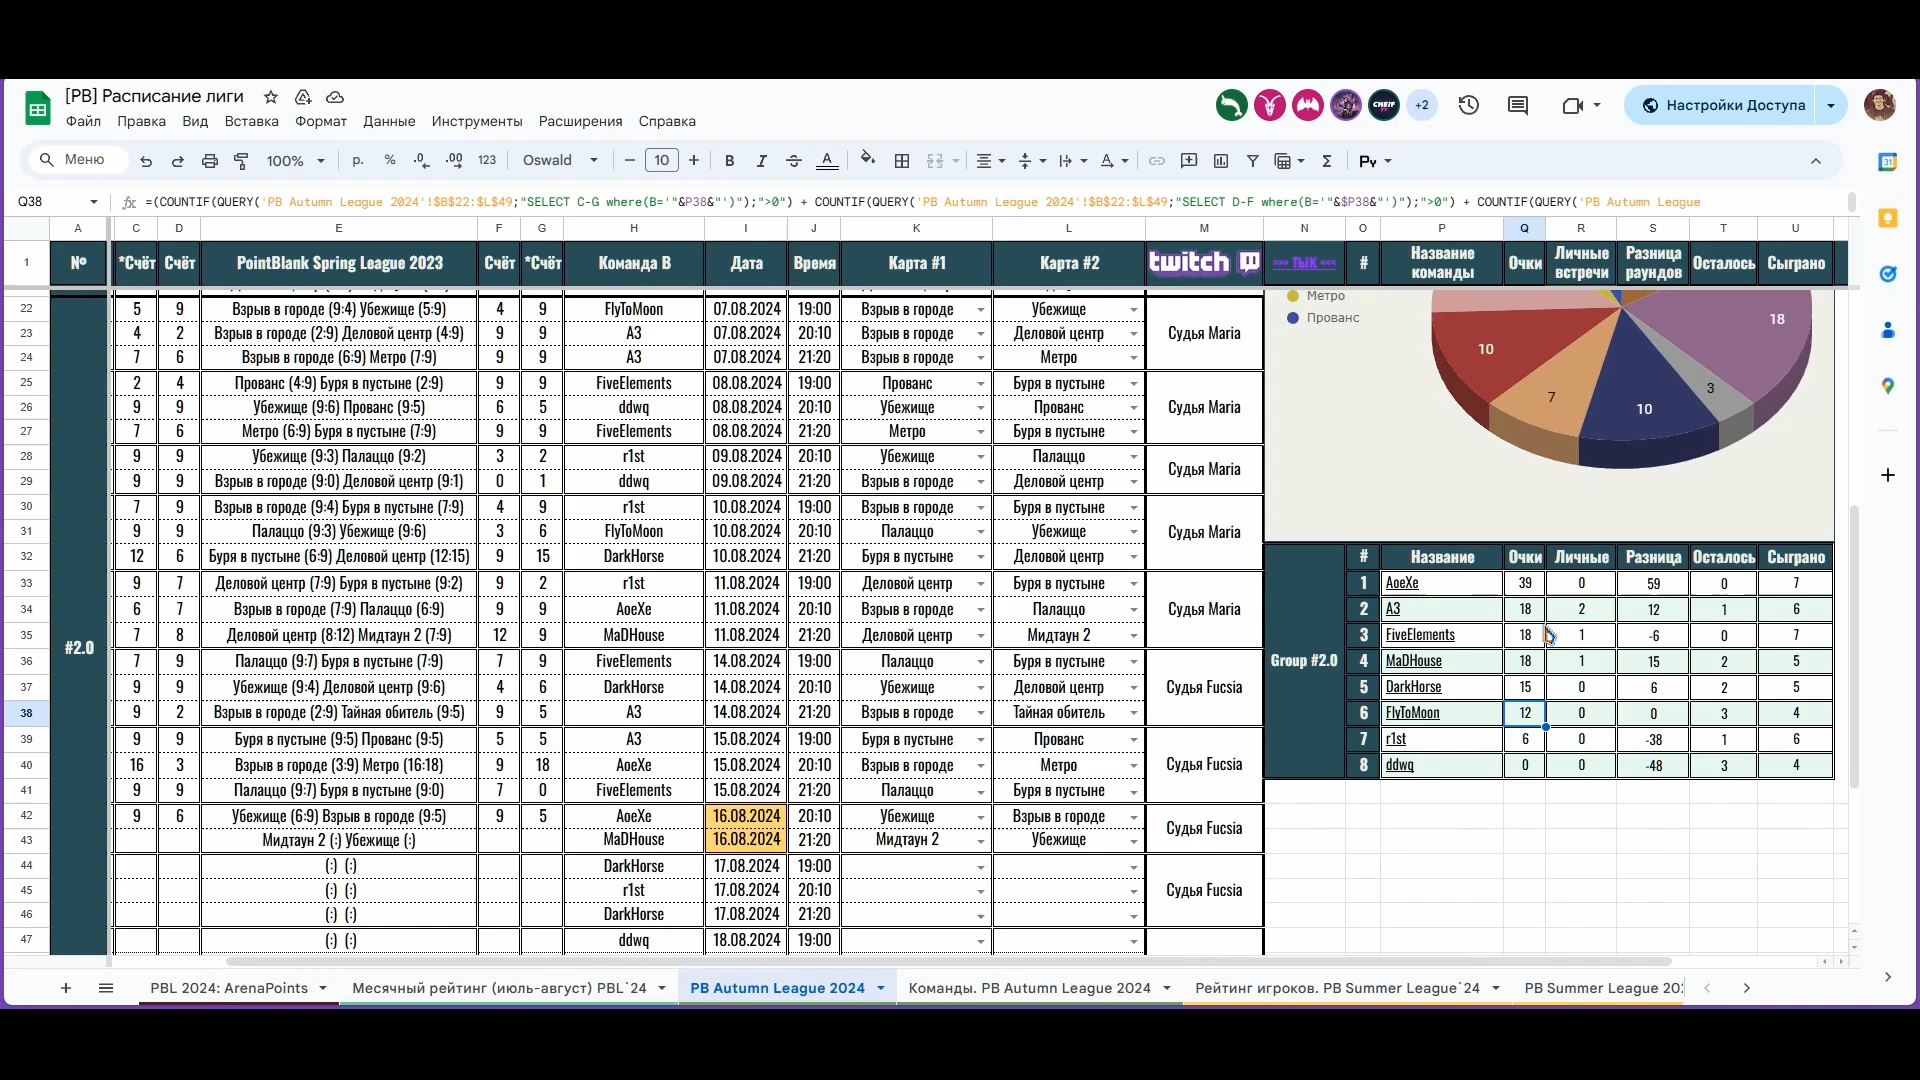 [PB] Расписание лиги
Файл Правка Вид Вставка Формат Данные Инструменты Расширения Справка
CHEIF +2 Настройки Доступа
Меню 100% р. % .0 .00 123 Oswald 10
Q38 =(COUNTIF(QUERY('PB Autumn League 2024'!$B$22:$L$49;"SELECT C-G where(B='"&P38&"')");">0") + COUNTIF(QUERY('PB Autumn League 2024'!$B$22:$L$49;"SELECT D-F where(B='"&$P38&"')");">0") + COUNTIF(QUERY('PB Autumn League
A C D E F G H I J K L M N O P Q R S T U
1 № *Счёт Счёт PointBlank Spring League 2023 Счёт *Счёт Команда B Дата Время Карта #1 Карта #2 twitch >>> ТЫК <<< # Название команды Очки Личные встречи Разница раундов Осталось Сыграно
22 5 9 Взрыв в городе (9:4) Убежище (5:9) 4 9 FlyToMoon 07.08.2024 19:00 Взрыв в городе Убежище
23 4 2 Взрыв в городе (2:9) Деловой центр (4:9) 9 9 A3 07.08.2024 20:10 Взрыв в городе Деловой центр Судья Maria
24 7 6 Взрыв в городе (6:9) Метро (7:9) 9 9 A3 07.08.2024 21:20 Взрыв в городе Метро
25 2 4 Прованс (4:9) Буря в пустыне (2:9) 9 9 FiveElements 08.08.2024 19:00 Прованс Буря в пустыне
26 9 9 Убежище (9:6) Прованс (9:5) 6 5 ddwq 08.08.2024 20:10 Убежище Прованс Судья Maria
27 7 6 Метро (6:9) Буря в пустыне (7:9) 9 9 FiveElements 08.08.2024 21:20 Метро Буря в пустыне
28 9 9 Убежище (9:3) Палаццо (9:2) 3 2 r1st 09.08.2024 20:10 Убежище Палаццо Судья Maria
29 9 9 Взрыв в городе (9:0) Деловой центр (9:1) 0 1 ddwq 09.08.2024 21:20 Взрыв в городе Деловой центр
30 7 9 Взрыв в городе (9:4) Буря в пустыне (7:9) 4 9 r1st 10.08.2024 19:00 Взрыв в городе Буря в пустыне
31 9 9 Палаццо (9:3) Убежище (9:6) 3 6 FlyToMoon 10.08.2024 20:10 Палаццо Убежище Судья Maria
32 12 6 Буря в пустыне (6:9) Деловой центр (12:15) 9 15 DarkHorse 10.08.2024 21:20 Буря в пустыне Деловой центр
33 9 7 Деловой центр (7:9) Буря в пустыне (9:2) 9 2 r1st 11.08.2024 19:00 Деловой центр Буря в пустыне
34 6 7 Взрыв в городе (7:9) Палаццо (6:9) 9 9 AoeXe 11.08.2024 20:10 Взрыв в городе Палаццо Судья Maria
35 7 8 Деловой центр (8:12) Мидтаун 2 (7:9) 12 9 MaDHouse 11.08.2024 21:20 Деловой центр Мидтаун 2
36 7 9 Палаццо (9:7) Буря в пустыне (7:9) 7 9 FiveElements 14.08.2024 19:00 Палаццо Буря в пустыне
37 9 9 Убежище (9:4) Деловой центр (9:6) 4 6 DarkHorse 14.08.2024 20:10 Убежище Деловой центр Судья Fucsia
38 9 2 Взрыв в городе (2:9) Тайная обитель (9:5) 9 5 A3 14.08.2024 21:20 Взрыв в городе Тайная обитель
39 9 9 Буря в пустыне (9:5) Прованс (9:5) 5 5 A3 15.08.2024 19:00 Буря в пустыне Прованс
40 16 3 Взрыв в городе (3:9) Метро (16:18) 9 18 AoeXe 15.08.2024 20:10 Взрыв в городе Метро Судья Fucsia
41 9 9 Палаццо (9:7) Буря в пустыне (9:0) 7 0 FiveElements 15.08.2024 21:20 Палаццо Буря в пустыне
42 9 6 Убежище (6:9) Взрыв в городе (9:5) 9 5 AoeXe 16.08.2024 20:10 Убежище Взрыв в городе Судья Fucsia
43 Мидтаун 2 (:) Убежище (:) MaDHouse 16.08.2024 21:20 Мидтаун 2 Убежище
44 (:) (:) DarkHorse 17.08.2024 19:00
45 (:) (:) r1st 17.08.2024 20:10 Судья Fucsia
46 (:) (:) DarkHorse 17.08.2024 21:20
47 (:) (:) ddwq 18.08.2024 19:00
#2.0
Метро
Прованс
18
10
7
10
3
# Название Очки Личные Разница Осталось Сыграно
1 AoeXe 39 0 59 0 7
2 A3 18 2 12 1 6
3 FiveElements 18 1 -6 0 7
Group #2.0
4 MaDHouse 18 1 15 2 5
5 DarkHorse 15 0 6 2 5
6 FlyToMoon 12 0 0 3 4
7 r1st 6 0 -38 1 6
8 ddwq 0 0 -48 3 4
31
PBL 2024: ArenaPoints Месячный рейтинг (июль-август) PBL`24 PB Autumn League 2024 Команды. PB Autumn League 2024 Рейтинг игроков. PB Summer League`24 PB Summer League 20